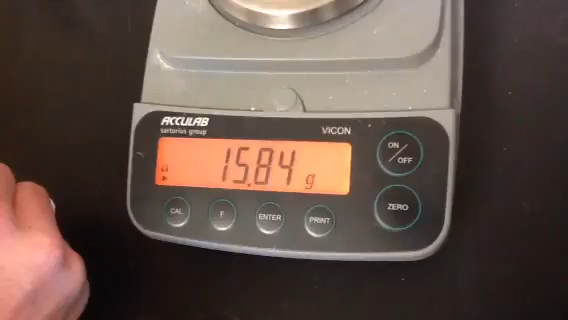 ACCULAB
sartorius group
VICON
15.84 g
ON/OFF
ZERO
CAL
F
ENTER
PRINT